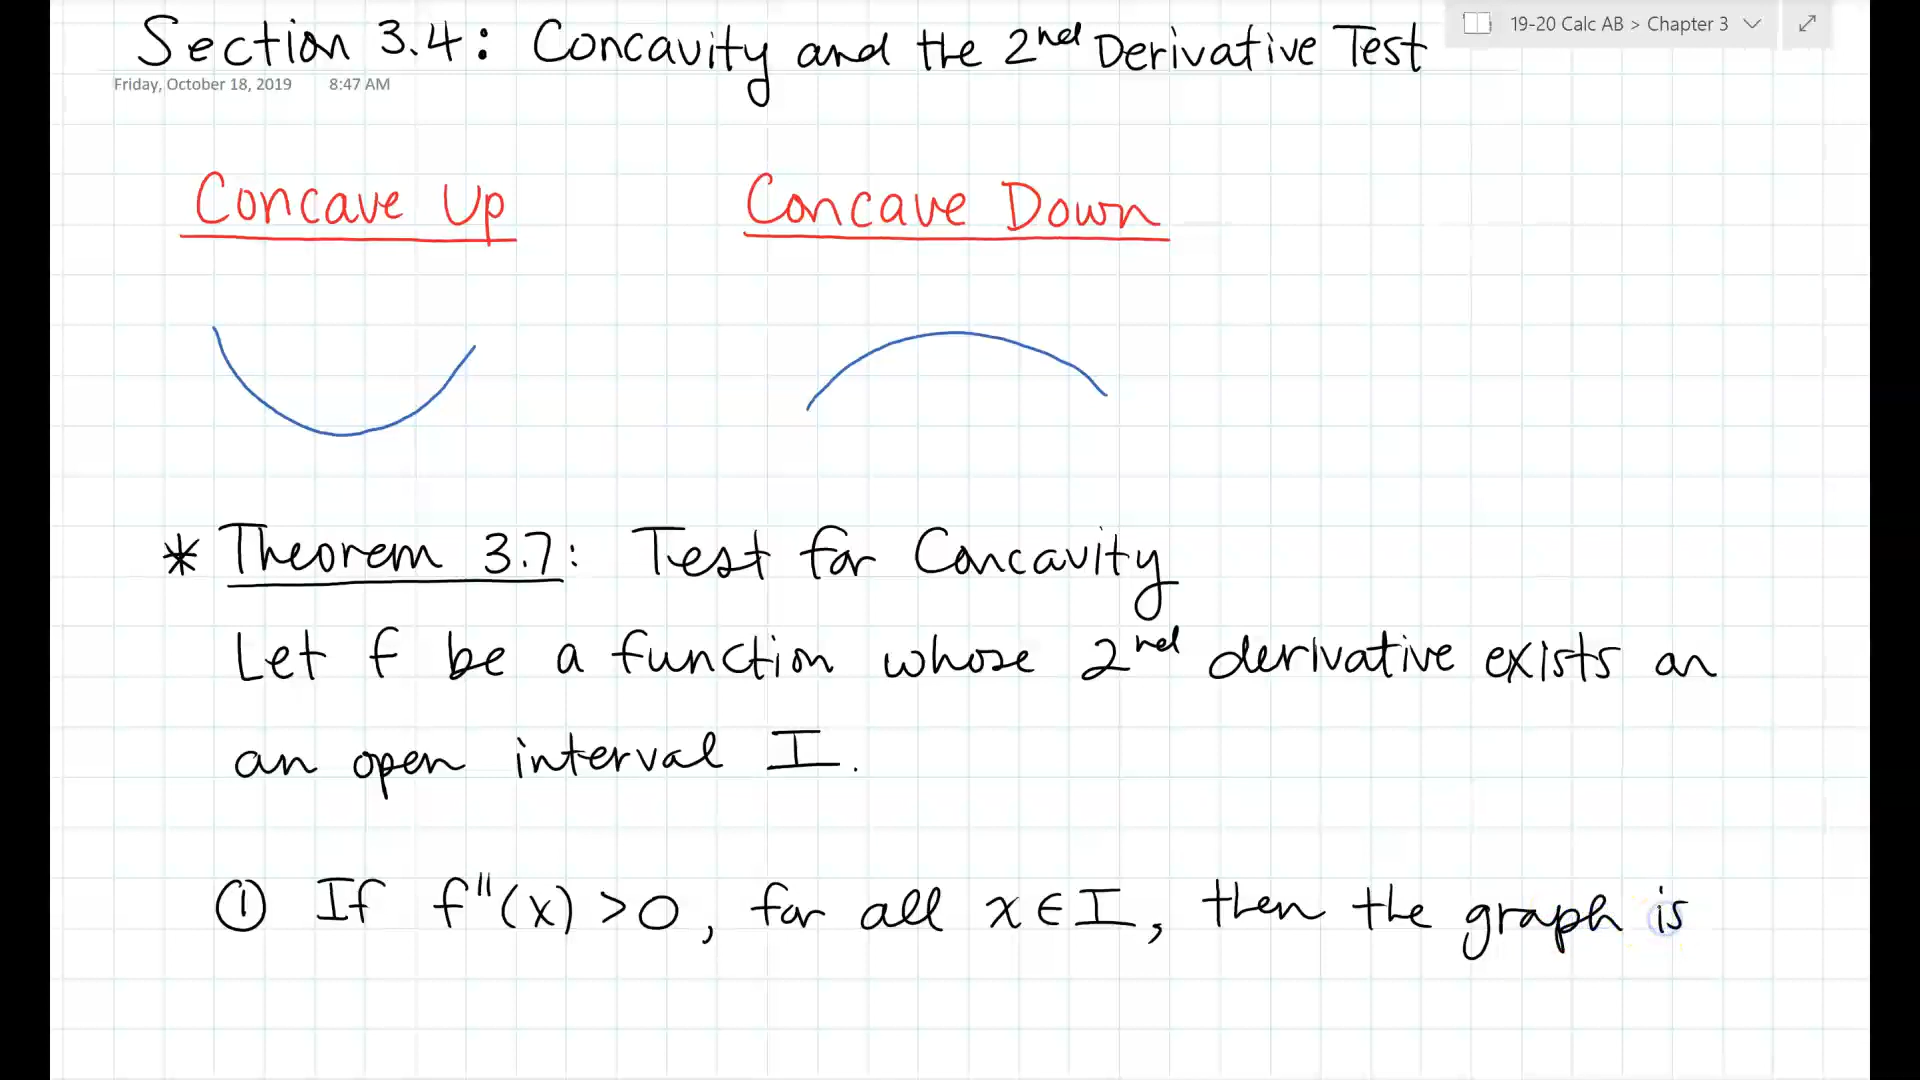 Section 3.4: Concavity and the 2nd Derivative Test
19-20 Calc AB > Chapter 3
Friday, October 18, 2019 8:47 AM
Concave Up
Concave Down
* Theorem 3.7: Test for Concavity
Let f be a function whose 2nd derivative exists on
an open interval I.
① If f"(x) >0, for all x∈I, then the graph is